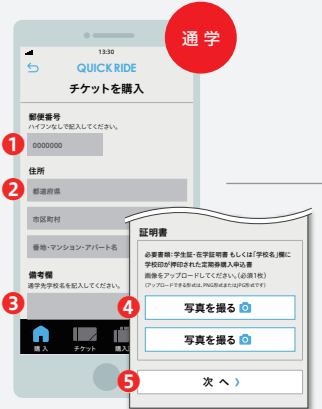 通学
13:30
QUICK RIDE
チケットを購入
郵便番号
ハイフンなしで記入してください。
1
0000000
住所
2
都道府県
市区町村
番地・マンション・アパート名
備考欄
通学先学校名を記入してください。
3
購入
チケット
証明書
必要書類:学生証・在学証明書 もしくは「学校名」欄に
学校印が押印された定期券購入申込書
画像をアップロードしてください。(必須1枚)
(アップロードできる形式は、PNG形式またはJPG形式です)
4
写真を撮る
写真を撮る
5
次 へ 〉